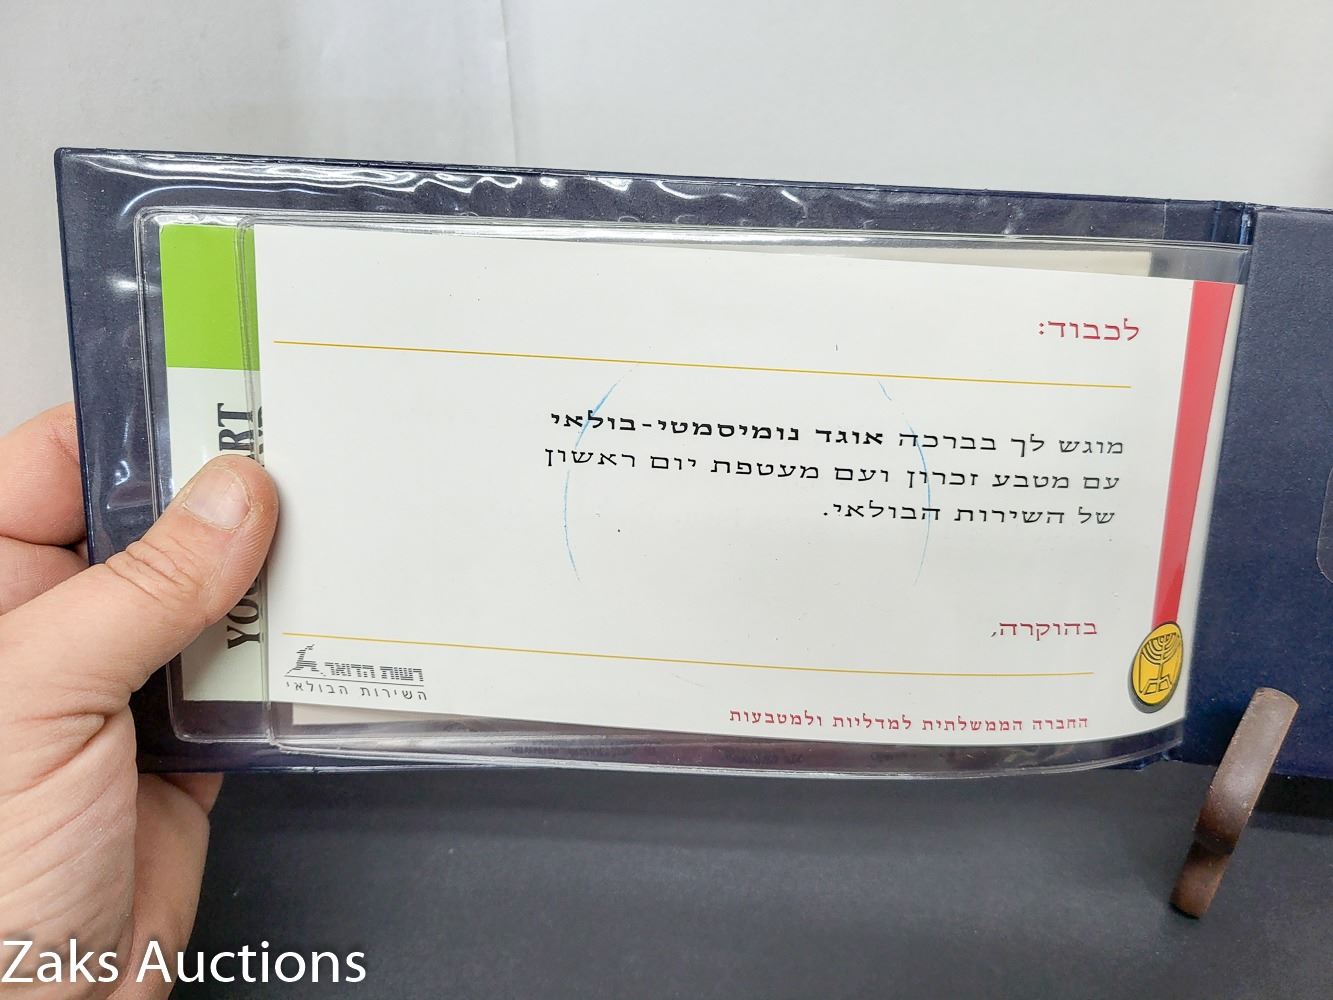 לכבוד:
מוגש לך בברכה אוגד נומיסמטי-בולאי
עם מטבע זכרון ועם מעטפת יום ראשון
של השירות הבולאי.
בהוקרה,
רשות הדואר
השירות הבולאי
החברה הממשלתית למדליות ולמטבעות
Zaks Auctions